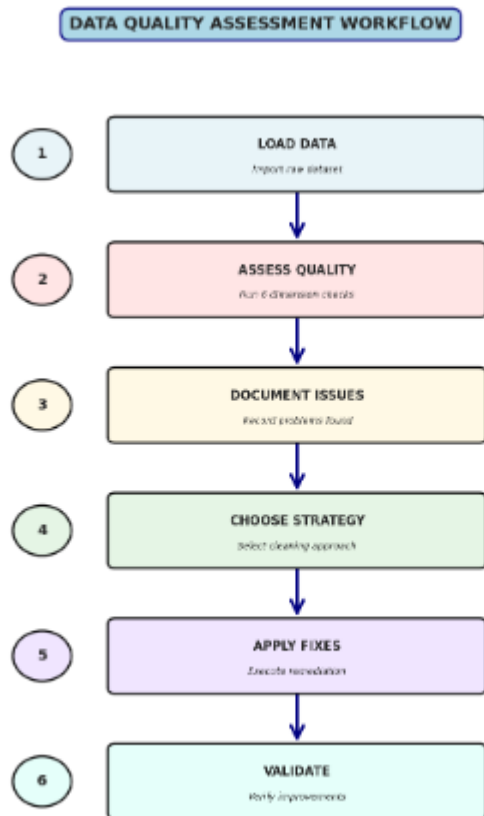 DATA QUALITY ASSESSMENT WORKFLOW
1
LOAD DATA
Import raw dataset
2
ASSESS QUALITY
Run 6 dimension checks
3
DOCUMENT ISSUES
Record problems found
4
CHOOSE STRATEGY
Select cleaning approach
5
APPLY FIXES
Execute remediation
6
VALIDATE
Verify improvements